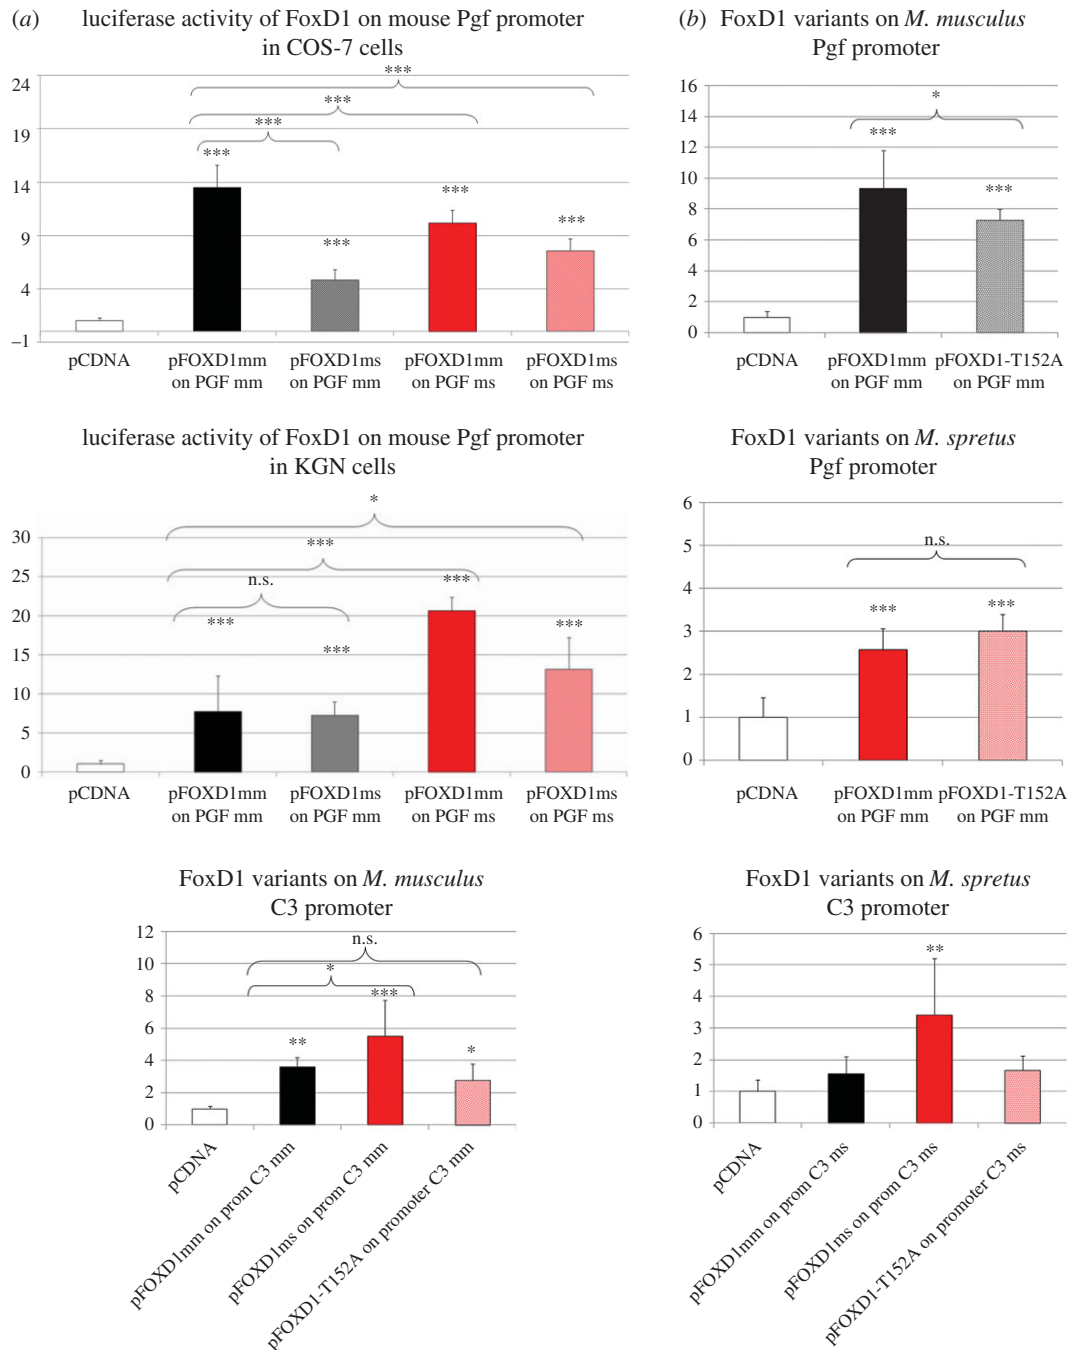 (a) luciferase activity of FoxD1 on mouse Pgf promoter
in COS-7 cells
24
19
14
9
4
–1
***
***
***
***
***
***
***
pCDNA
pFOXD1mm
on PGF mm
pFOXD1ms
on PGF mm
pFOXD1mm
on PGF ms
pFOXD1ms
on PGF ms
(b) FoxD1 variants on M. musculus
Pgf promoter
16
14
12
10
8
6
4
2
0
*
***
***
pCDNA
pFOXD1mm
on PGF mm
pFOXD1-T152A
on PGF mm
luciferase activity of FoxD1 on mouse Pgf promoter
in KGN cells
30
25
20
15
10
5
0
*
***
n.s.
***
***
***
***
pCDNA
pFOXD1mm
on PGF mm
pFOXD1ms
on PGF mm
pFOXD1mm
on PGF ms
pFOXD1ms
on PGF ms
FoxD1 variants on M. spretus
Pgf promoter
6
5
4
3
2
1
0
n.s.
***
***
pCDNA
pFOXD1mm
on PGF mm
pFOXD1-T152A
on PGF mm
FoxD1 variants on M. musculus
C3 promoter
12
10
8
6
4
2
0
n.s.
*
***
**
*
pCDNA
pFOXD1mm on prom C3 mm
pFOXD1ms on prom C3 mm
pFOXD1-T152A on promoter C3 mm
FoxD1 variants on M. spretus
C3 promoter
6
5
4
3
2
1
0
**
pCDNA
pFOXD1mm on prom C3 ms
pFOXD1ms on prom C3 ms
pFOXD1-T152A on promoter C3 ms